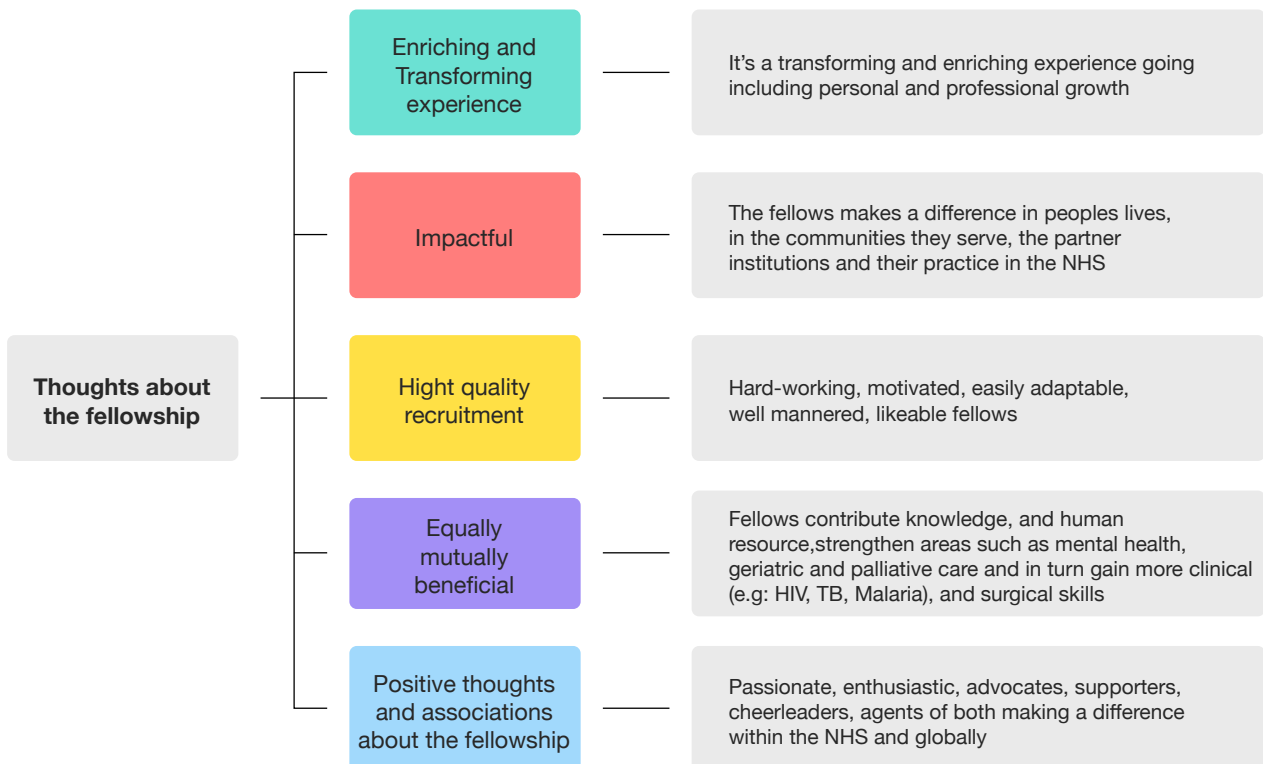 Enriching and
Transforming
experience
It’s a transforming and enriching experience going
including personal and professional growth
Impactful
The fellows makes a difference in peoples lives,
in the communities they serve, the partner
institutions and their practice in the NHS
Thoughts about
the fellowship
Hight quality
recruitment
Hard-working, motivated, easily adaptable,
well mannered, likeable fellows
Equally
mutually
beneficial
Fellows contribute knowledge, and human
resource,strengthen areas such as mental health,
geriatric and palliative care and in turn gain more clinical
(e.g: HIV, TB, Malaria), and surgical skills
Positive thoughts
and associations
about the fellowship
Passionate, enthusiastic, advocates, supporters,
cheerleaders, agents of both making a difference
within the NHS and globally